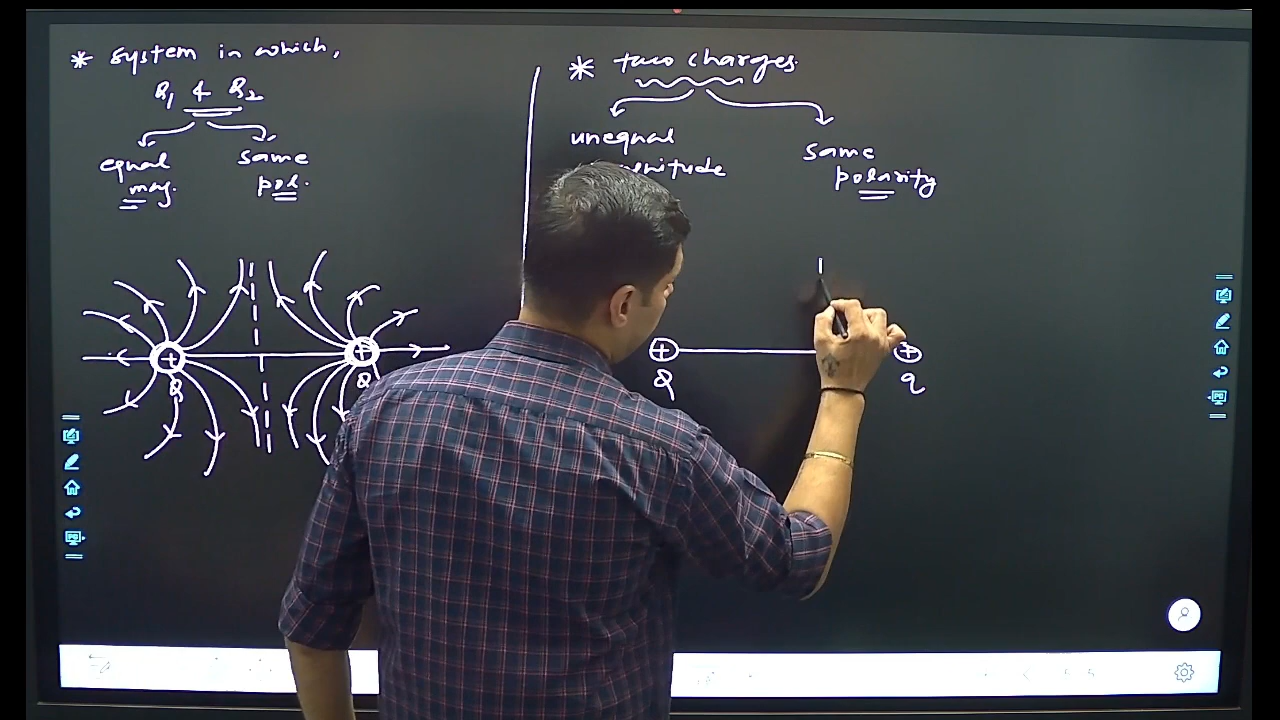 * system in which,
Q₁ & Q₂
equal
mag.
same
pol.
+
+
Q
Q
* two charges
unequal
same
polarity
+
+
Q
q